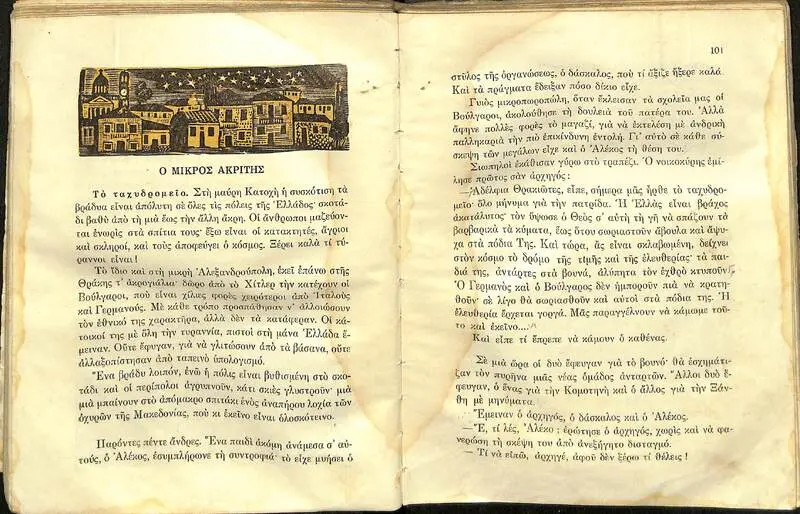 Ο ΜΙΚΡΟΣ ΑΚΡΙΤΗΣ
Τὸ ταχυδρομεῖο. Στὴ μαύρη Κατοχὴ ἡ συσκότιση τὰ
βράδυα εἶναι ἀπόλυτη σὲ ὅλες τὶς πόλεις τῆς Ἑλλάδος· σκοτά-
δι βαθὺ ἀπὸ τὴ μιὰ ἕως τὴν ἄλλη ἄκρη. Οἱ ἄνθρωποι μαζεύον-
ται ἐνωρὶς στὰ σπίτια τους· ἔξω εἶναι οἱ κατακτητές, ἄγριοι
καὶ σκληροί, καὶ τοὺς ἀποφεύγει ὁ κόσμος. Ξέρει καλὰ τί τύ-
ραννοι εἶναι!
Τὸ ἴδιο καὶ στὴ μικρὴ Ἀλεξανδρούπολη, ἐκεῖ ἐπάνω στῆς
Θράκης τ' ἀκρογιάλια· δῶρο ἀπὸ τὸ Χίτλερ τὴν κατέχουν οἱ
Βούλγαροι, ποὺ εἶναι χίλιες φορὲς χειρότεροι ἀπὸ Ἰταλοὺς
καὶ Γερμανούς. Μὲ κάθε τρόπο προσπάθησαν ν' ἀλλοιώσουν
τὸν ἐθνικό της χαρακτήρα, ἀλλὰ δὲν τὰ κατάφεραν. Οἱ κά-
τοικοί της μὲ ὅλη τὴν τυραννία, πιστοὶ στὴ μάνα Ἑλλάδα ἔ-
μειναν. Οὔτε ἔφυγαν, γιὰ νὰ γλιτώσουν ἀπὸ τὰ βάσανα, οὔτε
ἀλλαξοπίστησαν ἀπὸ ταπεινὸ ὑπολογισμό.
Ἕνα βράδυ λοιπόν, ἐνῶ ἡ πόλις εἶναι βυθισμένη στὸ σκο-
τάδι καὶ οἱ περίπολοι ἀγρυπνοῦν, κάτι σκιὲς γλυστροῦν· μιὰ
μιὰ μπαίνουν στὸ ἀπόμακρο σπιτάκι ἑνὸς ἀναπήρου λοχία τῶν
ὀχυρῶν τῆς Μακεδονίας, ποὺ κι ἐκεῖνο εἶναι ὁλοσκότεινο.
Παρόντες πέντε ἄνδρες. Ἕνα παιδὶ ἀκόμη ἀνάμεσα σ' αὐ-
τούς, ὁ Ἀλέκος, ἐσυμπλήρωνε τὴ συντροφιά· τὸ εἶχε μυήσει ὁ
101
στῦλος τῆς ὀργανώσεως, ὁ δάσκαλος, ποὺ τί ἄξιζε ἤξερε καλά.
Καὶ τὰ πράγματα ἔδειξαν πόσο δίκιο εἶχε.
Γυιὸς μικροπωροπώλη, ὅταν ἔκλεισαν τὰ σχολεῖα μας οἱ
Βούλγαροι, ἀκολούθησε τὴ δουλειὰ τοῦ πατέρα του. Ἀλλὰ
ἄφηνε πολλὲς φορὲς τὸ μαγαζί, γιὰ νὰ ἐκτελέση μὲ ἀνδρικὴ
παλληκαριὰ τὴν πιὸ ἐπικίνδυνη ἐντολή. Γι' αὐτὸ σὲ κάθε σύ-
σκεψη τῶν μεγάλων εἶχε καὶ ὁ Ἀλέκος τὴ θέση του.
Σιωπηλοὶ ἐκάθισαν γύρω στὸ τραπέζι. Ὁ νοικοκύρης ἐμί-
λησε πρῶτος σὰν ἀρχηγός:
—Ἀδέλφια Θρακιῶτες, εἶπε, σήμερα μᾶς ἦρθε τὸ ταχυδρο-
μεῖο· ὅλο μήνυμα γιὰ τὴν πατρίδα. Ἡ Ἑλλὰς εἶναι βράχος
ἀκατάλυτος· τὸν ὕψωσε ὁ Θεὸς σ' αὐτὴ τὴ γῆ νὰ σπάζουν τὰ
βαρβαρικὰ τὰ κύματα, ἕως ὅτου σωριαστοῦν ἄβουλα καὶ ἄψυ-
χα στὰ πόδια Της. Καὶ τώρα, ἂς εἶναι σκλαβωμένη, δείχνει
στὸν κόσμο τὸ δρόμο τῆς τιμῆς καὶ τῆς ἐλευθερίας· τὰ παι-
διά της, ἀντάρτες στὰ βουνά, ἀλύπητα τὸν ἐχθρὸ κτυποῦν!
Ὁ Γερμανὸς καὶ ὁ Βούλγαρος δὲν ἠμποροῦν πιὰ νὰ κρατη-
θοῦν· σὲ λίγο θὰ σωριασθοῦν καὶ αὐτοὶ στὰ πόδια της. Ἡ
ἐλευθερία ἔρχεται γοργά. Μᾶς παραγγέλνουν νὰ κάμωμε τοῦ-
το καὶ ἐκεῖνο....
Καὶ εἶπε τί ἔπρεπε νὰ κάμουν ὁ καθένας.
Σὲ μιὰ ὥρα οἱ δυὸ ἔφευγαν γιὰ τὸ βουνό· θὰ ἐσχημάτι-
ζαν τὸν πυρήνα μιᾶς νέας ὁμάδος ἀνταρτῶν. Ἄλλοι δυὸ ἔ-
φευγαν, ὁ ἕνας γιὰ τὴν Κομοτηνὴ καὶ ὁ ἄλλος γιὰ τὴν Ξάν-
θη μὲ μηνύματα.
Ἔμειναν ὁ ἀρχηγός, ὁ δάσκαλος καὶ ὁ Ἀλέκος.
—Ἔ, τί λές, Ἀλέκο; ἐρώτησε ὁ ἀρχηγός, χωρὶς καὶ νὰ φα-
νερώση τὴ σκέψη του ἀπὸ ἀνεξήγητο δισταγμό.
— Τί νὰ εἰπῶ, ἀρχηγέ, ἀφοῦ δὲν ξέρω τί θέλεις!